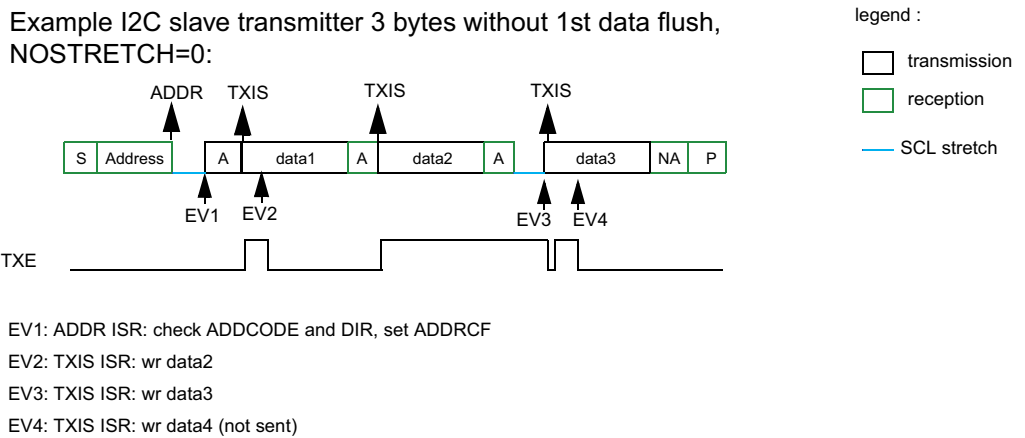 Example I2C slave transmitter 3 bytes without 1st data flush,
NOSTRETCH=0:
legend :
transmission
reception
SCL stretch
ADDR TXIS TXIS TXIS
S Address A data1 A data2 A data3 NA P
EV1 EV2 EV3 EV4
TXE
EV1: ADDR ISR: check ADDCODE and DIR, set ADDRCF
EV2: TXIS ISR: wr data2
EV3: TXIS ISR: wr data3
EV4: TXIS ISR: wr data4 (not sent)